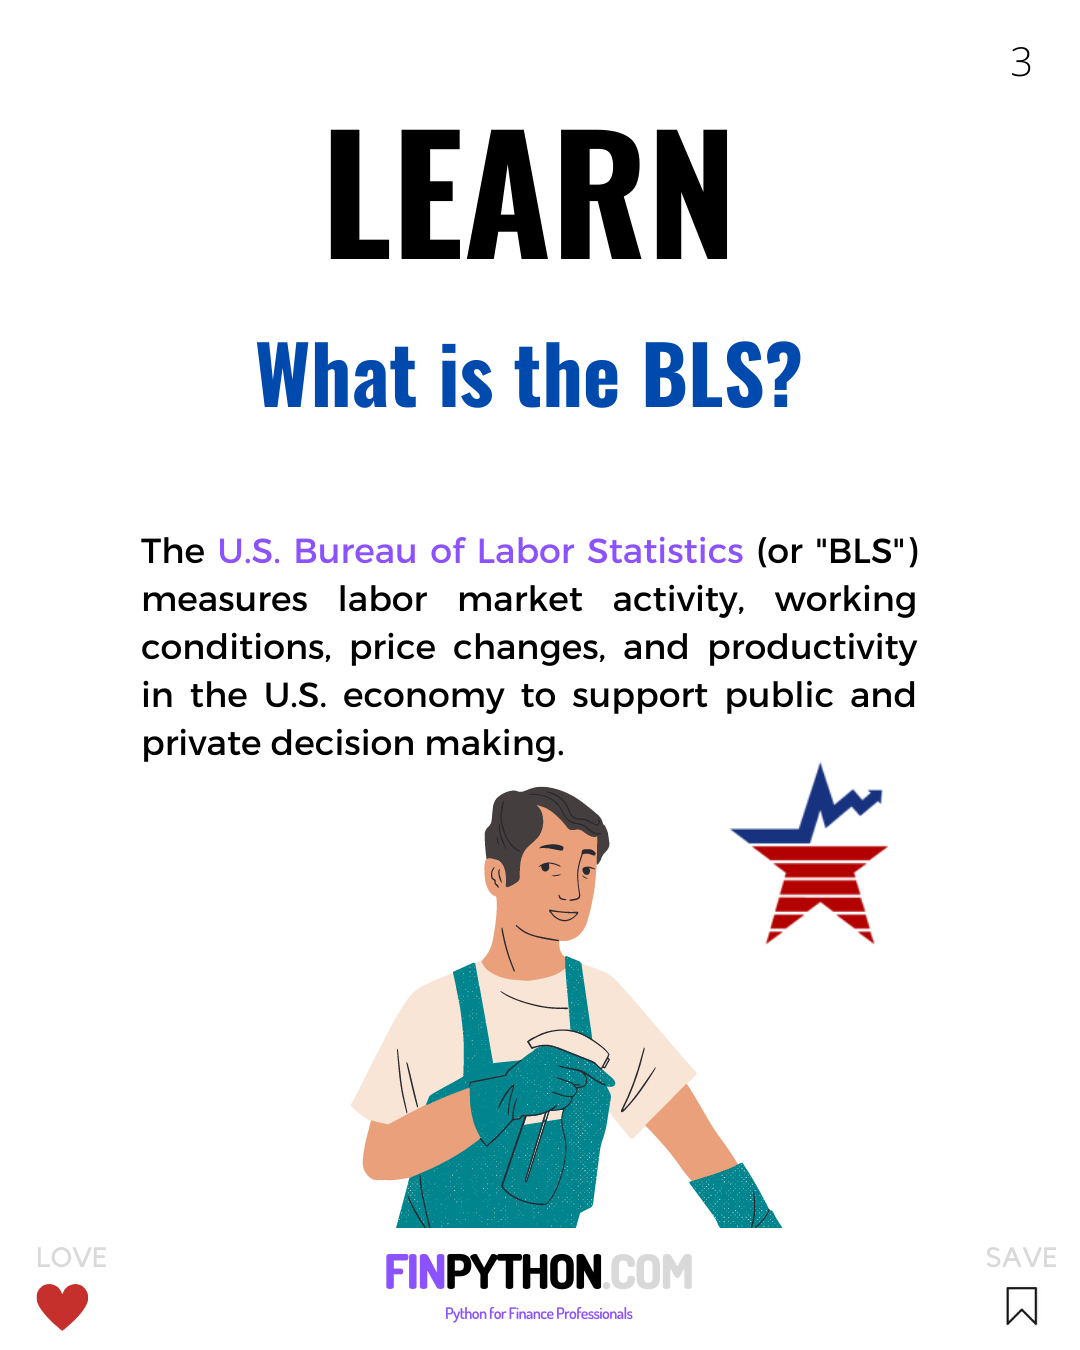 3
LEARN
What is the BLS?
The U.S. Bureau of Labor Statistics (or "BLS")
measures labor market activity, working
conditions, price changes, and productivity
in the U.S. economy to support public and
private decision making.
LOVE
FINPYTHON.COM
Python for Finance Professionals
SAVE